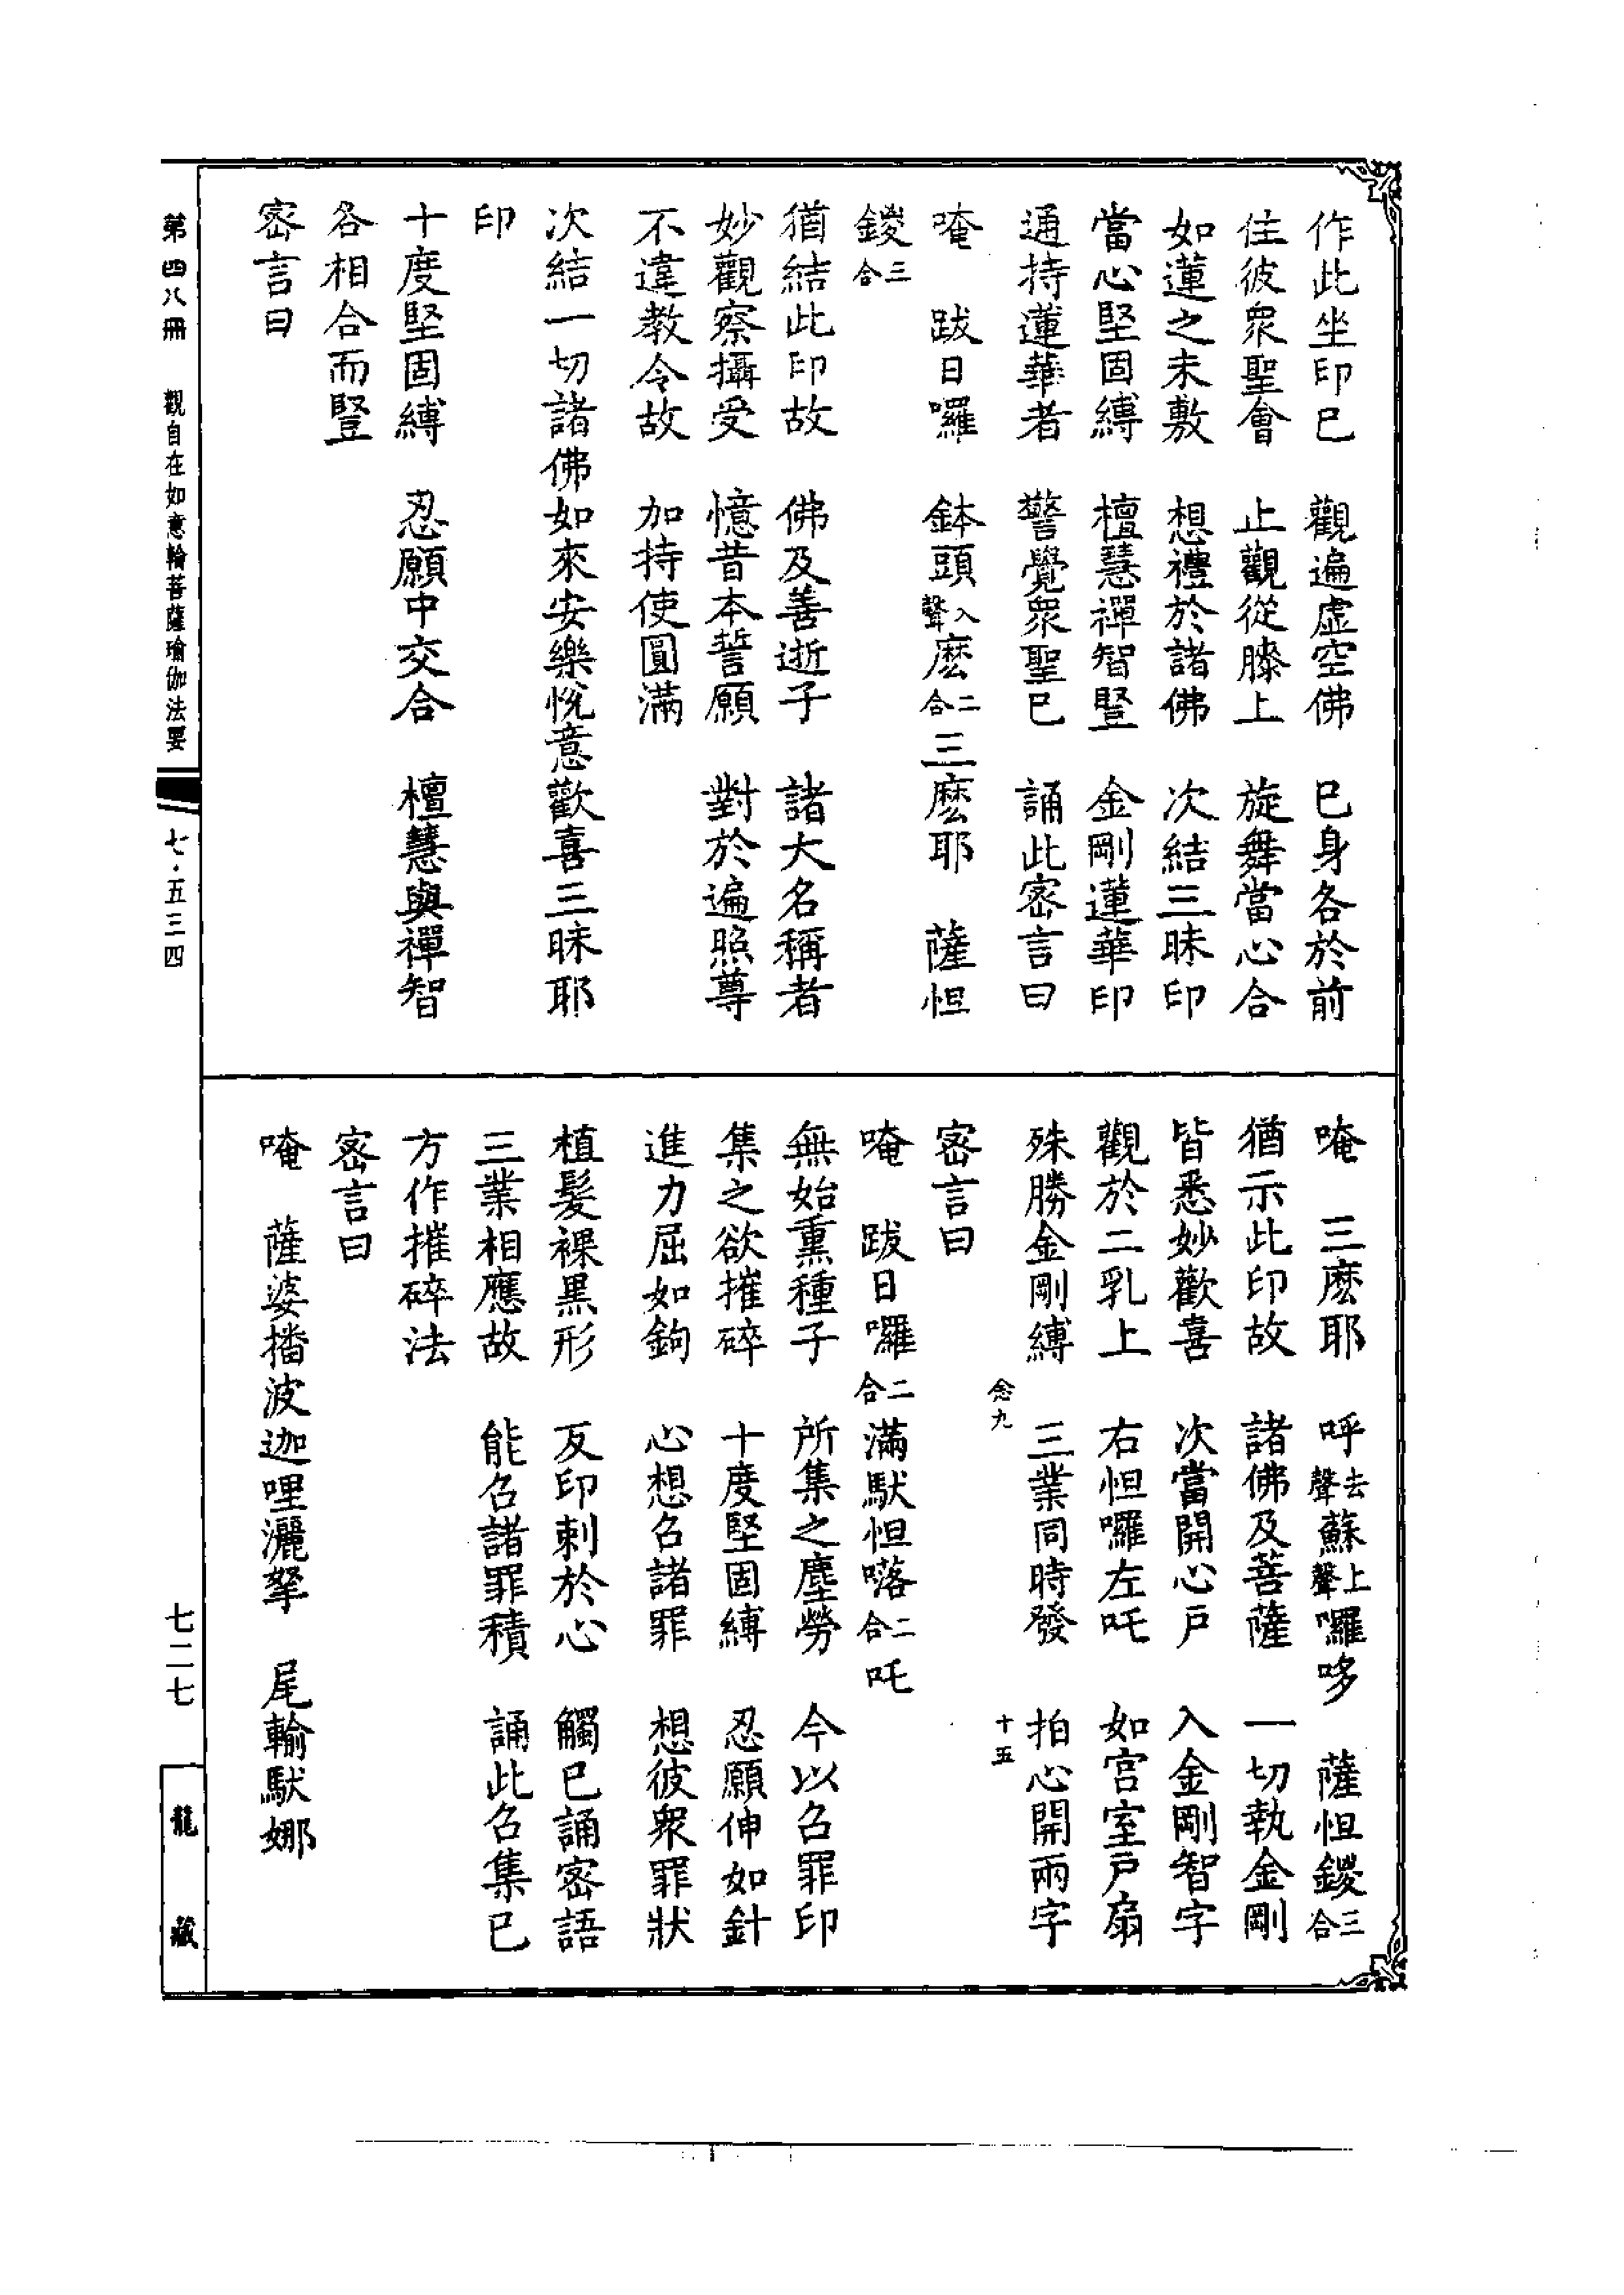 作此坐印已　觀遍虛空佛　已身各於前
住彼眾聖會　止觀從膝上　旋舞當心合
如蓮之未敷　想禮於諸佛　次結三昧印
當心堅固縛　檀慧禪智豎　金剛蓮華印
通持蓮華者　警覺眾聖已　誦此密言曰
唵　跋日囉　鉢頭入聲麽二合三麽耶　薩怛
鍐三合
猶結此印故　佛及善逝子　諸大名稱者
妙觀察攝受　憶昔本誓願　對於遍照尊
不違教令故　加持使圓滿
次結一切諸佛如來安樂悅意歡喜三昧耶
印
十度堅固縛　忍願中交合　檀慧與禪智
各相合而豎
密言曰
唵　三麽耶　呼去聲蘇上聲囉哆　薩怛鍐三合
猶示此印故　諸佛及菩薩　一切執金剛
皆悉妙歡喜　次當開心戶　入金剛智字
觀於二乳上　右怛囉左吒　如宮室戶扇
殊勝金剛縛　三業同時發　拍心開兩字
念九　十五
密言曰
唵　跋日囉二合滿馱怛嚩二合吒
無始熏種子　所集之塵勞　今以召罪印
集之欲摧碎　十度堅固縛　忍願伸如針
進力屈如鉤　心想召諸罪　想彼眾罪狀
植髮裸黑形　反印刺於心　觸已誦密語
三業相應故　能召諸罪積　誦此召集已
方作摧碎法
密言曰
唵　薩婆播波迦哩灑拏　尾輸馱娜
第四八冊　觀自在如意輪菩薩瑜伽法要　七·五三四
七二七
龍藏